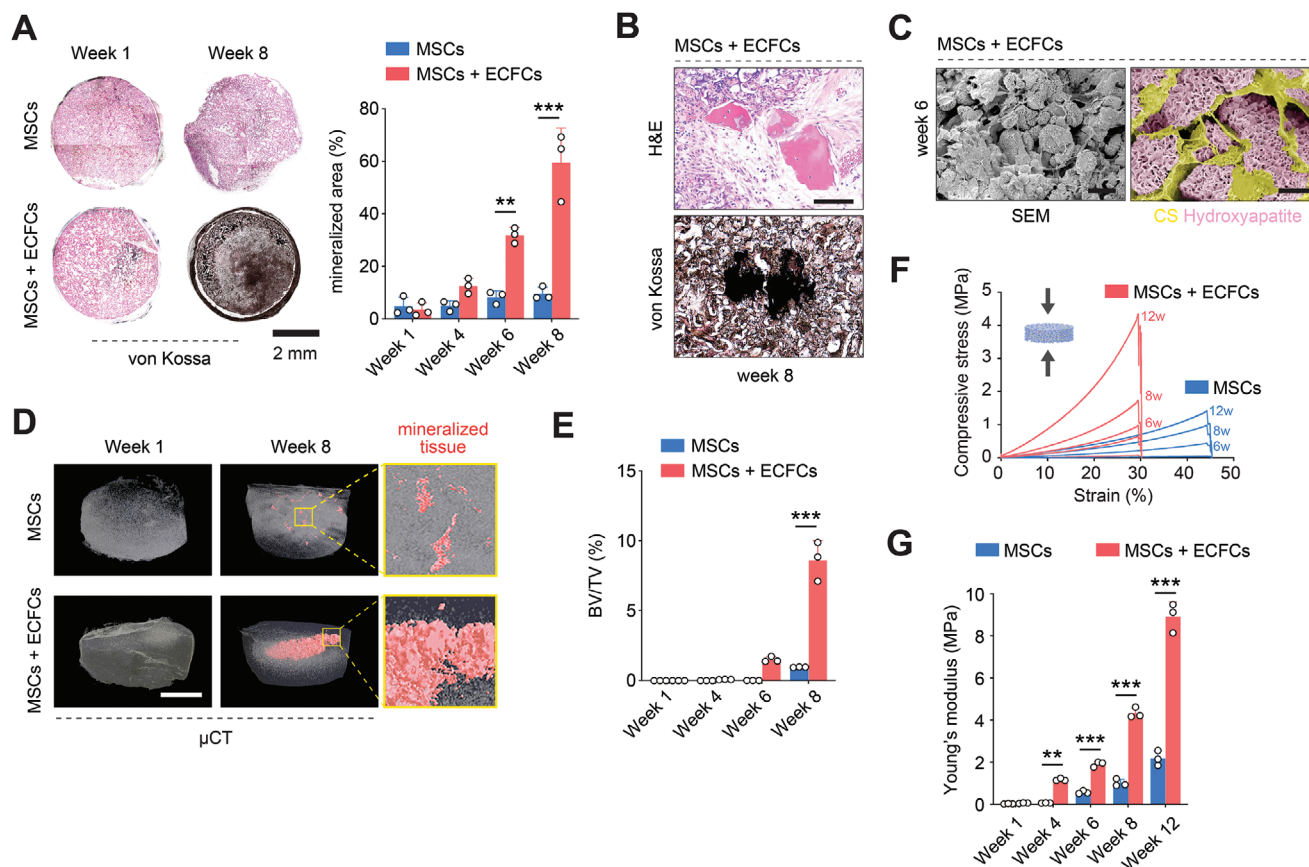 A
Week 1
Week 8
MSCs
MSCs + ECFCs
von Kossa
2 mm
MSCs
MSCs + ECFCs
mineralized area (%)
80
60
40
20
0
**
***
Week 1
Week 4
Week 6
Week 8
B
MSCs + ECFCs
H&E
von Kossa
week 8
C
MSCs + ECFCs
week 6
SEM
CS Hydroxyapatite
D
Week 1
Week 8
mineralized
tissue
MSCs
MSCs + ECFCs
µCT
E
MSCs
MSCs + ECFCs
BV/TV (%)
15
10
5
0
***
Week 1
Week 4
Week 6
Week 8
F
Compressive stress (MPa)
6
5
4
3
2
1
0
MSCs + ECFCs
12w
8w
6w
MSCs
12w
8w
6w
0 10 20 30 40 50
Strain (%)
G
MSCs
MSCs + ECFCs
Young's modulus (MPa)
10
8
6
4
2
0
**
***
***
***
Week 1
Week 4
Week 6
Week 8
Week 12